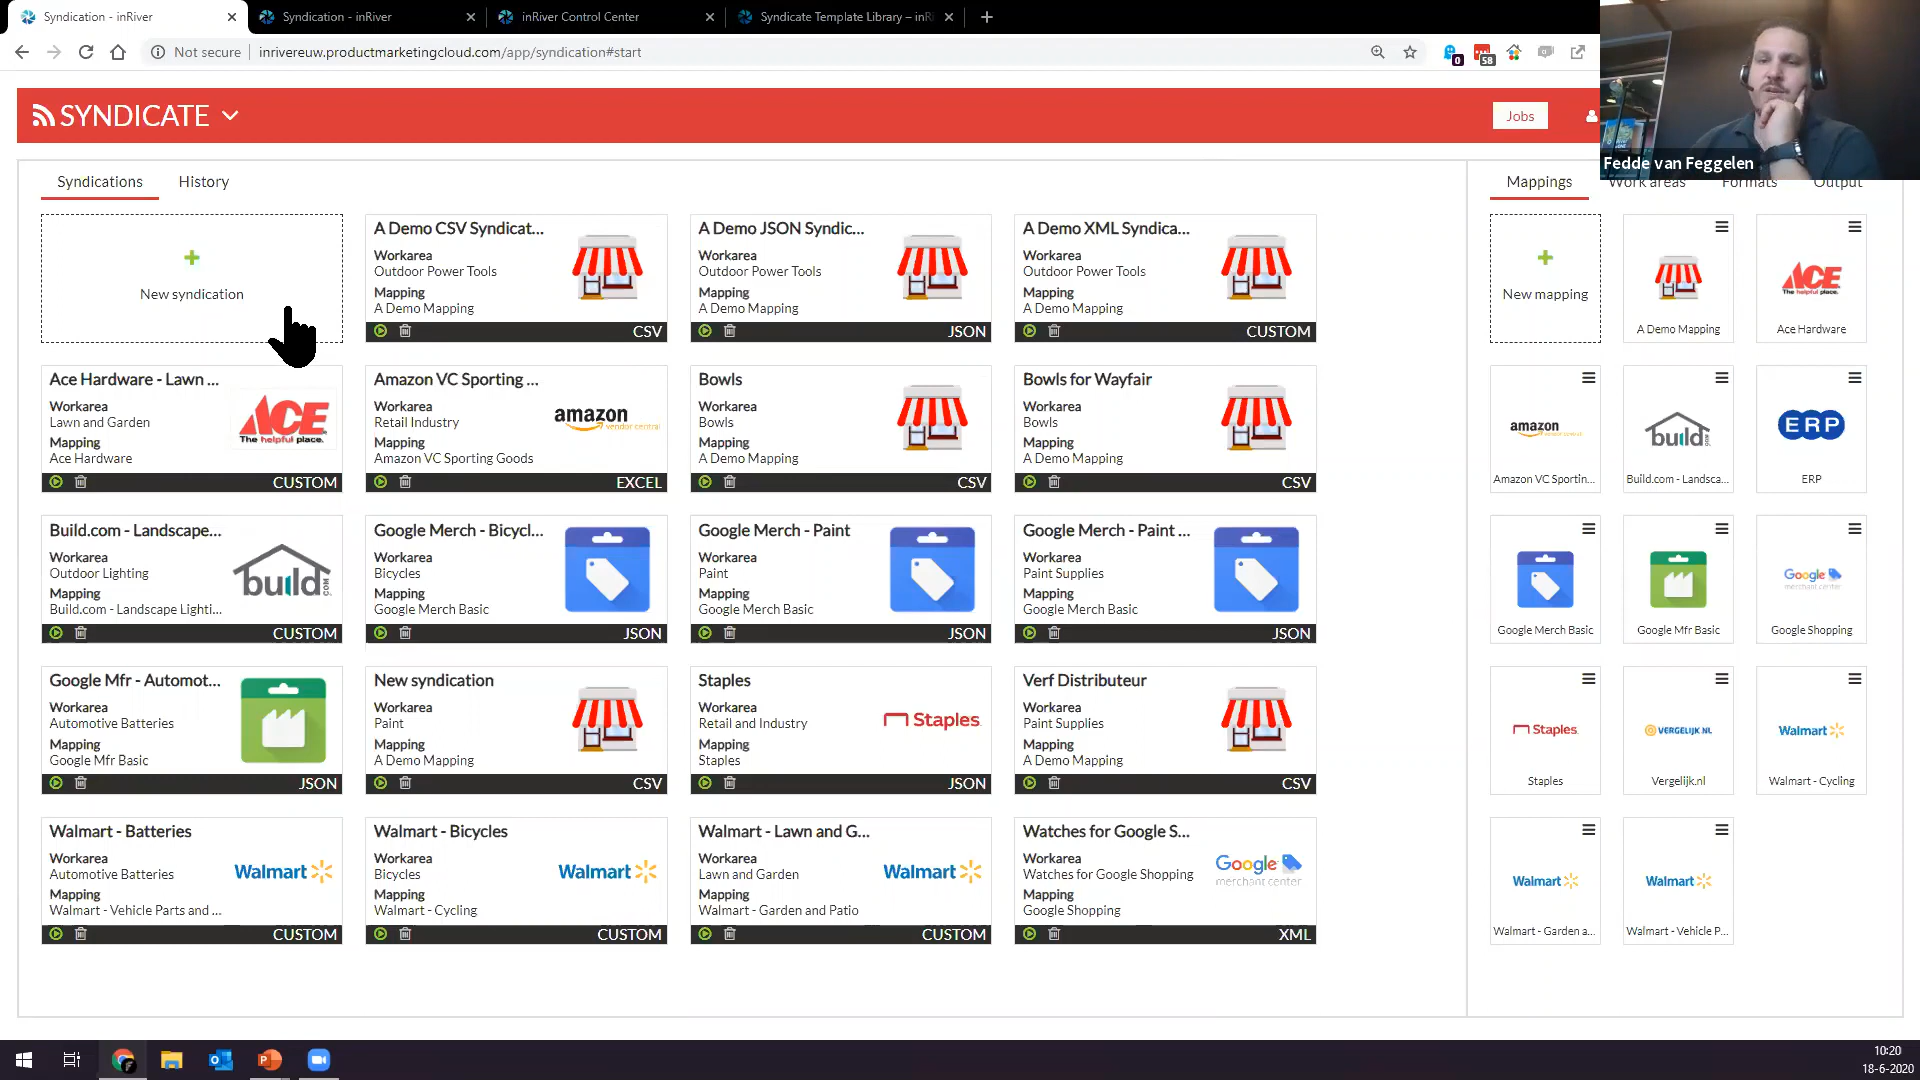 Syndication - inRiver
Syndication - inRiver
inRiver Control Center
Syndicate Template Library – inRi
Not secure
inrivereuw.productmarketingcloud.com/app/syndication#start
0
58
SYNDICATE
Jobs
Fedde van Feggelen
Syndications
History
Mappings
Work areas
Formats
Output
New syndication
A Demo CSV Syndicat...
Workarea
Outdoor Power Tools
Mapping
A Demo Mapping
CSV
A Demo JSON Syndic...
Workarea
Outdoor Power Tools
Mapping
A Demo Mapping
JSON
A Demo XML Syndica...
Workarea
Outdoor Power Tools
Mapping
A Demo Mapping
CUSTOM
Ace Hardware - Lawn ...
Workarea
Lawn and Garden
Mapping
Ace Hardware
ACE
The helpful place.
CUSTOM
Amazon VC Sporting ...
Workarea
Retail Industry
Mapping
Amazon VC Sporting Goods
amazon
vendor central
EXCEL
Bowls
Workarea
Bowls
Mapping
A Demo Mapping
CSV
Bowls for Wayfair
Workarea
Bowls
Mapping
A Demo Mapping
CSV
Build.com - Landscape...
Workarea
Outdoor Lighting
Mapping
Build.com - Landscape Lighti...
build.com
CUSTOM
Google Merch - Bicycl...
Workarea
Bicycles
Mapping
Google Merch Basic
JSON
Google Merch - Paint
Workarea
Paint
Mapping
Google Merch Basic
JSON
Google Merch - Paint ...
Workarea
Paint Supplies
Mapping
Google Merch Basic
JSON
Google Mfr - Automot...
Workarea
Automotive Batteries
Mapping
Google Mfr Basic
JSON
New syndication
Workarea
Paint
Mapping
A Demo Mapping
CSV
Staples
Workarea
Retail and Industry
Mapping
Staples
Staples
JSON
Verf Distributeur
Workarea
Paint Supplies
Mapping
A Demo Mapping
CSV
Walmart - Batteries
Workarea
Automotive Batteries
Mapping
Walmart - Vehicle Parts and ...
Walmart
CUSTOM
Walmart - Bicycles
Workarea
Bicycles
Mapping
Walmart - Cycling
Walmart
CUSTOM
Walmart - Lawn and G...
Workarea
Lawn and Garden
Mapping
Walmart - Garden and Patio
Walmart
CUSTOM
Watches for Google S...
Workarea
Watches for Google Shopping
Mapping
Google Shopping
Google
merchant center
XML
New mapping
A Demo Mapping
ACE
The helpful place.
Ace Hardware
amazon
vendor central
Amazon VC Sportin...
build.com
Build.com - Landsca...
ERP
ERP
Google Merch Basic
Google Mfr Basic
Google
merchant center
Google Shopping
Staples
Staples
VERGELIJK.NL
Vergelijk.nl
Walmart
Walmart - Cycling
Walmart
Walmart - Garden a...
Walmart
Walmart - Vehicle P...
10:20
18-6-2020